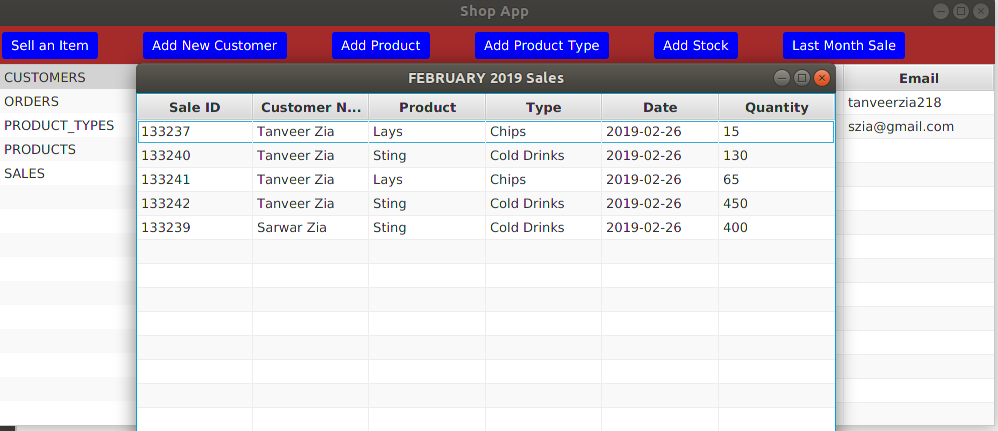 Shop App
Sell an Item Add New Customer Add Product Add Product Type Add Stock Last Month Sale
CUSTOMERS
ORDERS
PRODUCT_TYPES
PRODUCTS
SALES
FEBRUARY 2019 Sales
Sale ID Customer N... Product Type Date Quantity
133237 Tanveer Zia Lays Chips 2019-02-26 15
133240 Tanveer Zia Sting Cold Drinks 2019-02-26 130
133241 Tanveer Zia Lays Chips 2019-02-26 65
133242 Tanveer Zia Sting Cold Drinks 2019-02-26 450
133239 Sarwar Zia Sting Cold Drinks 2019-02-26 400
Email
tanveerzia218
szia@gmail.com